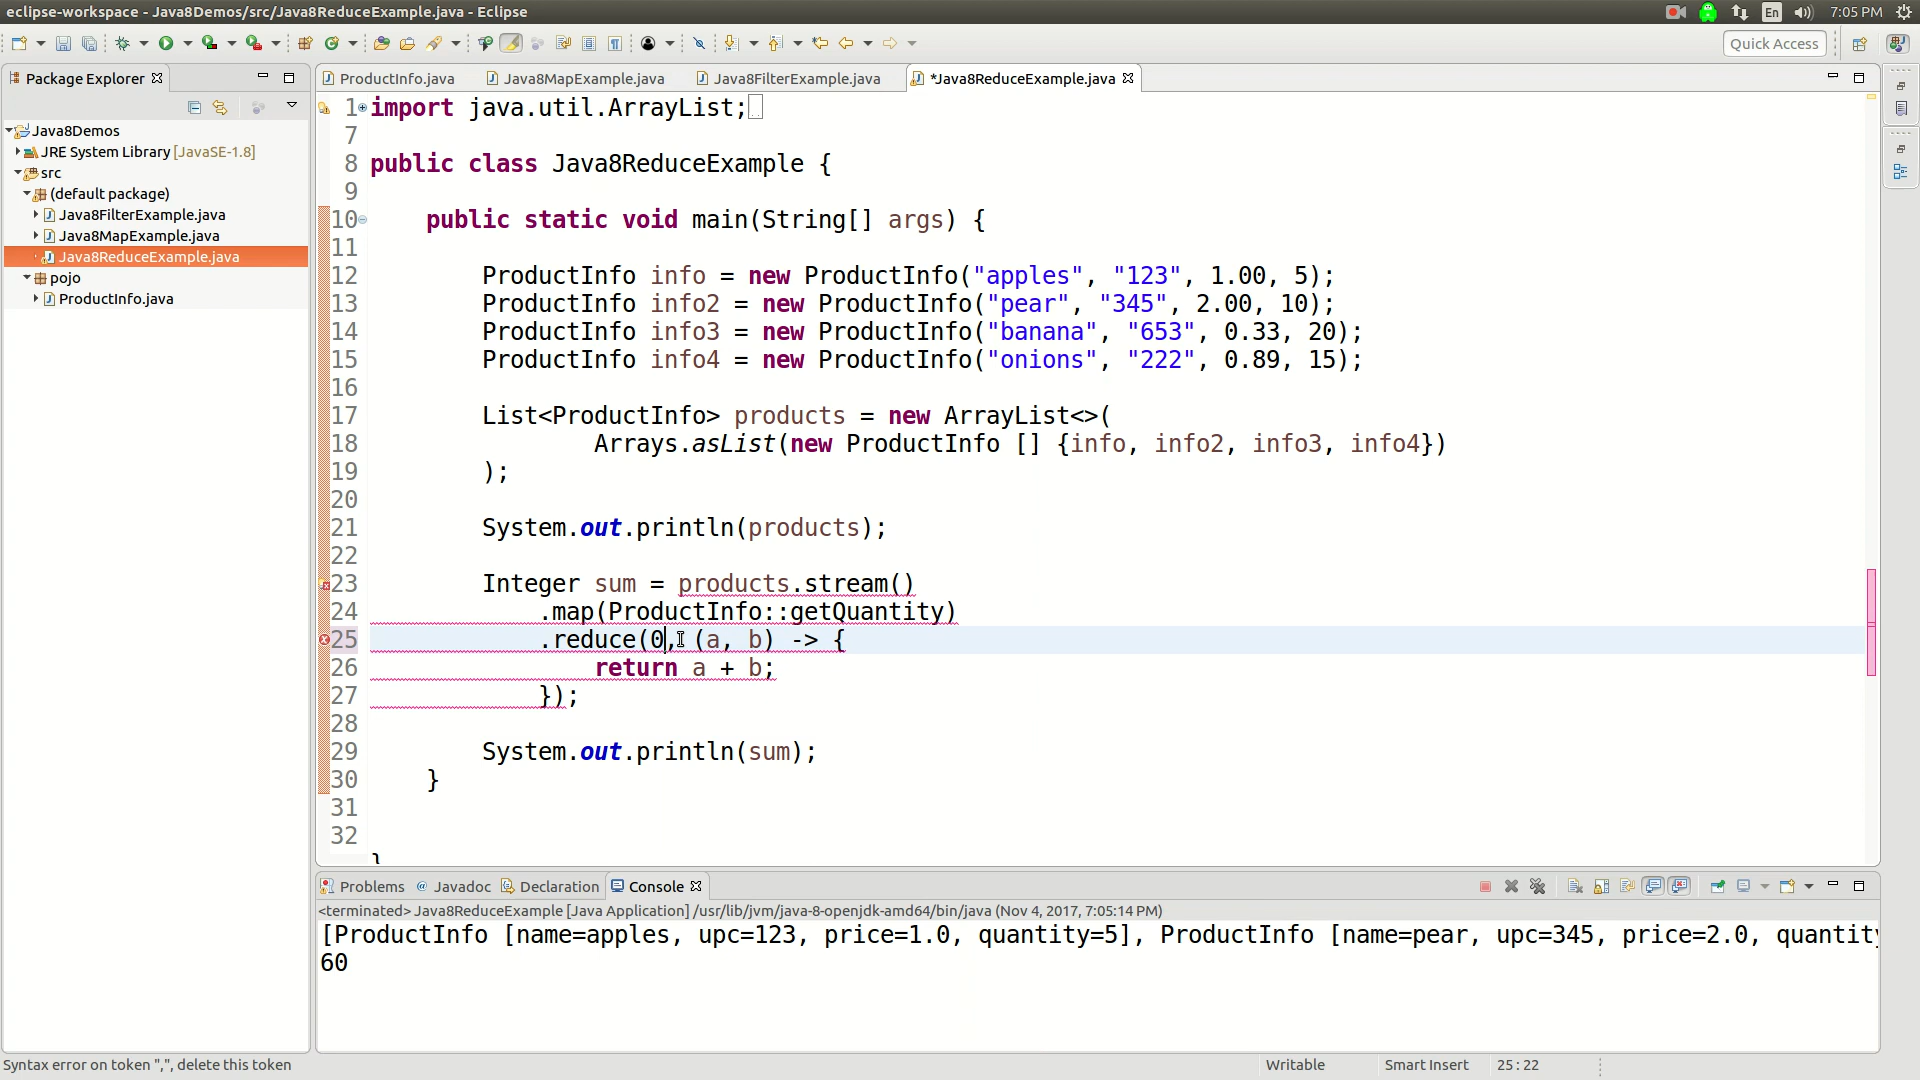 eclipse-workspace - Java8Demos/src/Java8ReduceExample.java - Eclipse
En
7:05 PM
Quick Access
Package Explorer
ProductInfo.java
Java8MapExample.java
Java8FilterExample.java
*Java8ReduceExample.java
Java8Demos
JRE System Library [JavaSE-1.8]
src
(default package)
Java8FilterExample.java
Java8MapExample.java
Java8ReduceExample.java
pojo
ProductInfo.java
1 import java.util.ArrayList;
7
8 public class Java8ReduceExample {
9
10 public static void main(String[] args) {
11
12 ProductInfo info = new ProductInfo("apples", "123", 1.00, 5);
13 ProductInfo info2 = new ProductInfo("pear", "345", 2.00, 10);
14 ProductInfo info3 = new ProductInfo("banana", "653", 0.33, 20);
15 ProductInfo info4 = new ProductInfo("onions", "222", 0.89, 15);
16
17 List<ProductInfo> products = new ArrayList<>(
18 Arrays.asList(new ProductInfo [] {info, info2, info3, info4})
19 );
20
21 System.out.println(products);
22
23 Integer sum = products.stream()
24 .map(ProductInfo::getQuantity)
25 .reduce(0, (a, b) -> {
26 return a + b;
27 });
28
29 System.out.println(sum);
30 }
31
32
}
Problems
@ Javadoc
Declaration
Console
<terminated> Java8ReduceExample [Java Application] /usr/lib/jvm/java-8-openjdk-amd64/bin/java (Nov 4, 2017, 7:05:14 PM)
[ProductInfo [name=apples, upc=123, price=1.0, quantity=5], ProductInfo [name=pear, upc=345, price=2.0, quantity
60
Syntax error on token ",", delete this token
Writable
Smart Insert
25 : 22